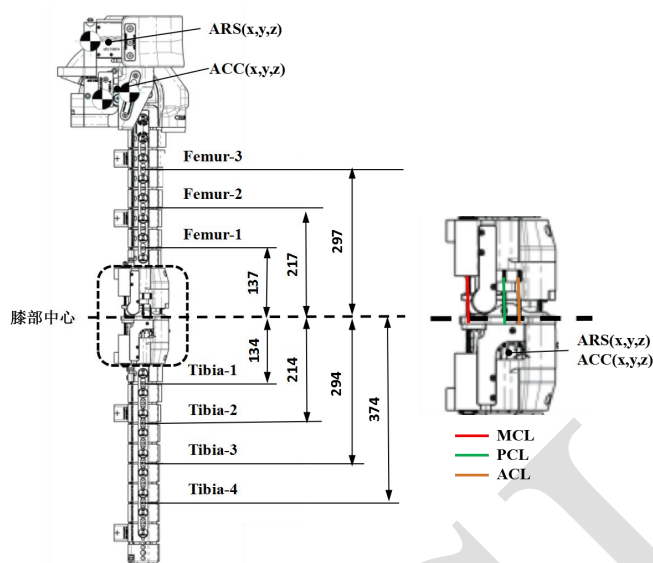 ARS(x,y,z)
ACC(x,y,z)
Femur-3
Femur-2
Femur-1
297
217
137
膝部中心
134
214
294
374
Tibia-1
Tibia-2
Tibia-3
Tibia-4
ARS(x,y,z)
ACC(x,y,z)
MCL
PCL
ACL